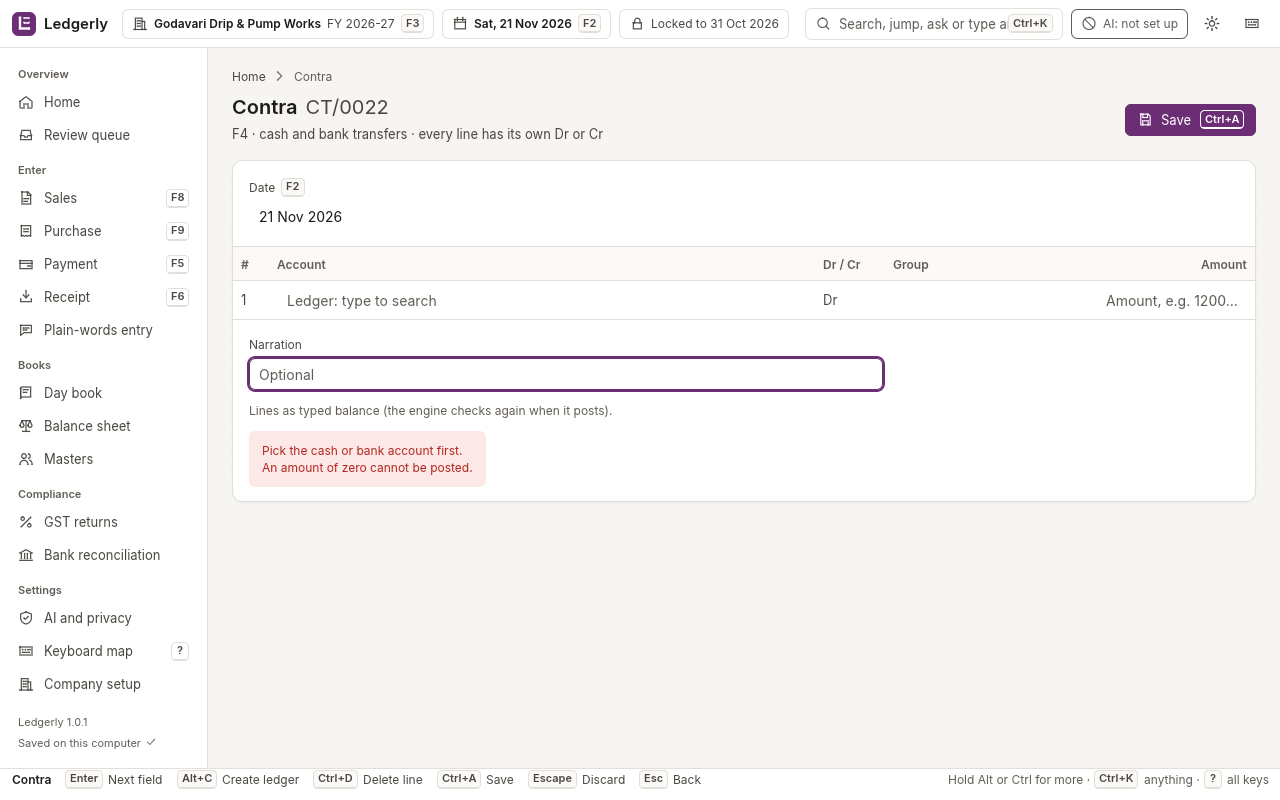 Ledgerly
Godavari Drip & Pump Works FY 2026-27 F3
Sat, 21 Nov 2026 F2
Locked to 31 Oct 2026
Search, jump, ask or type a Ctrl+K
AI: not set up
Overview
Home
Review queue
Enter
Sales F8
Purchase F9
Payment F5
Receipt F6
Plain-words entry
Books
Day book
Balance sheet
Masters
Compliance
GST returns
Bank reconciliation
Settings
AI and privacy
Keyboard map ?
Company setup
Ledgerly 1.0.1
Saved on this computer
Home > Contra
Contra CT/0022
F4 · cash and bank transfers · every line has its own Dr or Cr
Save Ctrl+A
Date F2
21 Nov 2026
# Account Dr / Cr Group Amount
1 Ledger: type to search Dr Amount, e.g. 1200...
Narration
Optional
Lines as typed balance (the engine checks again when it posts).
Pick the cash or bank account first.
An amount of zero cannot be posted.
Contra Enter Next field Alt+C Create ledger Ctrl+D Delete line Ctrl+A Save Escape Discard Esc Back
Hold Alt or Ctrl for more · Ctrl+K anything · ? all keys